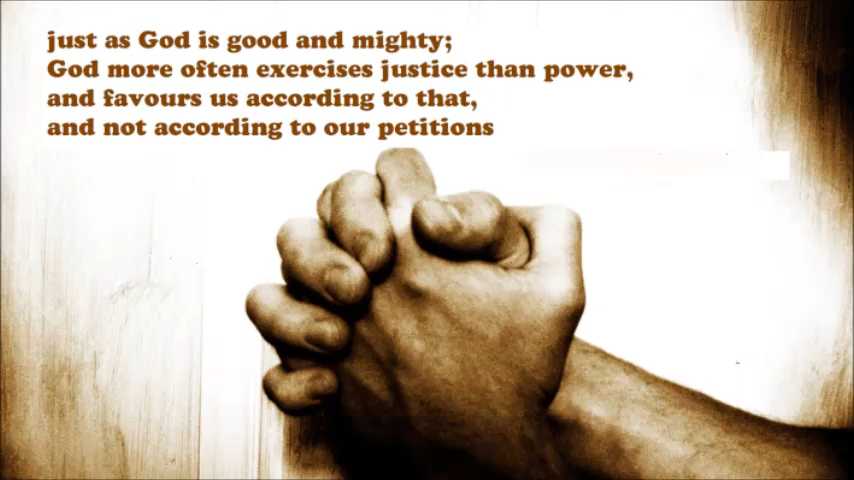 just as God is good and mighty;
God more often exercises justice than power,
and favours us according to that,
and not according to our petitions